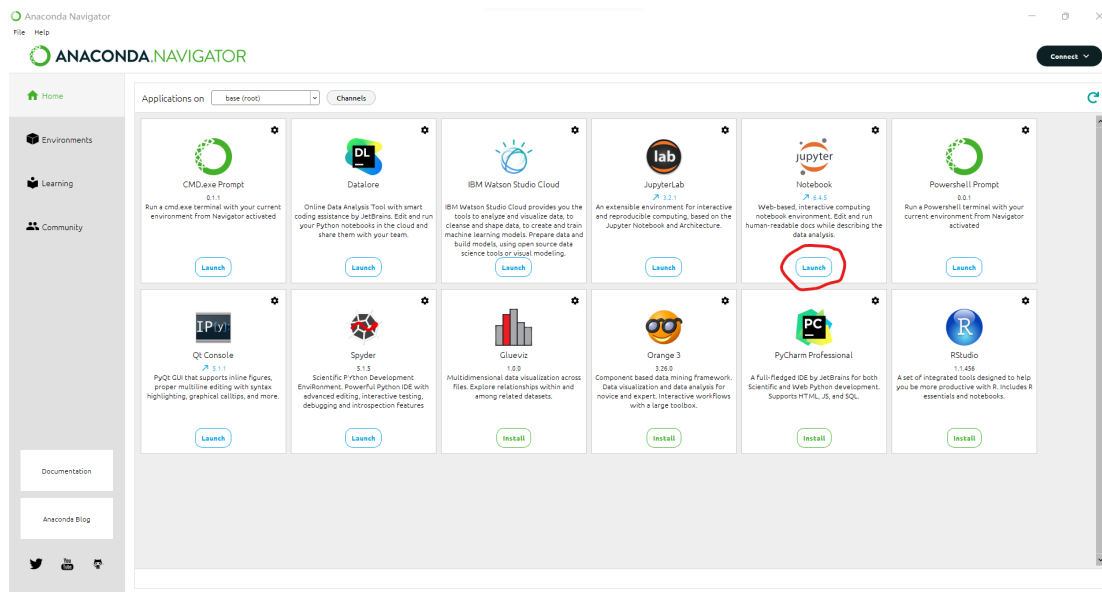 Anaconda Navigator
File Help
ANACONDA.NAVIGATOR
Connect
Home
Environments
Learning
Community
Documentation
Anaconda Blog
You Tube
Applications on base (root) Channels
CMD.exe Prompt
0.1.1
Run a cmd.exe terminal with your current
environment from Navigator activated
Launch
DL
Datalore
Online Data Analysis Tool with smart
coding assistance by JetBrains. Edit and run
your Python notebooks in the cloud and
share them with your team.
Launch
IBM Watson Studio Cloud
IBM Watson Studio Cloud provides you the
tools to analyze and visualize data, to
cleanse and shape data, to create and train
machine learning models. Prepare data and
build models, using open source data
science tools or visual modeling.
Launch
lab
JupyterLab
3.2.1
An extensible environment for interactive
and reproducible computing, based on the
Jupyter Notebook and Architecture.
Launch
jupyter
Notebook
6.4.5
Web-based, interactive computing
notebook environment. Edit and run
human-readable docs while describing the
data analysis.
Launch
Powershell Prompt
0.0.1
Run a Powershell terminal with your
current environment from Navigator
activated
Launch
IP[y]:
Qt Console
5.1.1
PyQt GUI that supports inline figures,
proper multiline editing with syntax
highlighting, graphical calltips, and more.
Launch
Spyder
5.1.5
Scientific PYthon Development
EnviRonment. Powerful Python IDE with
advanced editing, interactive testing,
debugging and introspection features
Launch
Glueviz
1.0.0
Multidimensional data visualization across
files. Explore relationships within and
among related datasets.
Install
Orange 3
3.26.0
Component based data mining framework.
Data visualization and data analysis for
novice and expert. Interactive workflows
with a large toolbox.
Install
PC
PyCharm Professional
A full-fledged IDE by JetBrains for both
Scientific and Web Python development.
Supports HTML, JS, and SQL.
Install
R
RStudio
1.1.456
A set of integrated tools designed to help
you be more productive with R. Includes R
essentials and notebooks.
Install